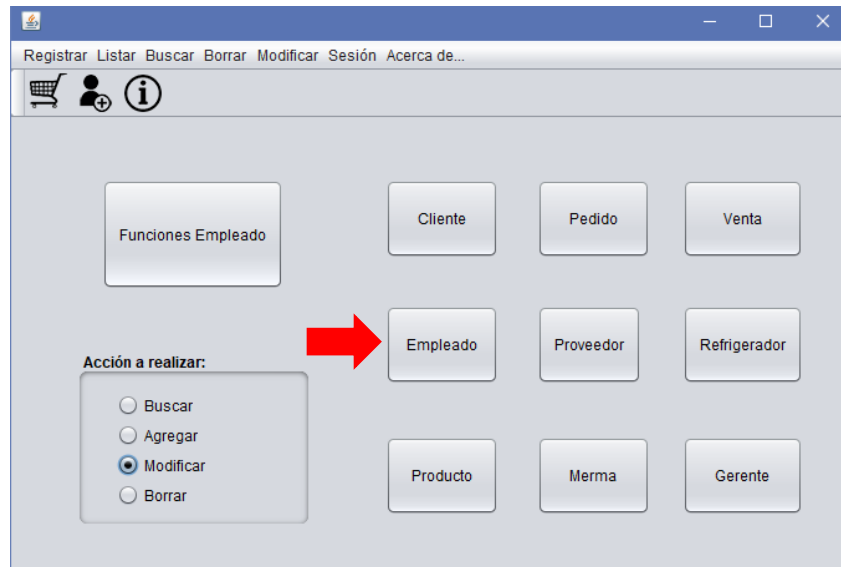 Registrar Listar Buscar Borrar Modificar Sesión Acerca de...
Funciones Empleado
Cliente Pedido Venta
Empleado Proveedor Refrigerador
Acción a realizar:
Buscar
Agregar
Modificar
Borrar
Producto Merma Gerente